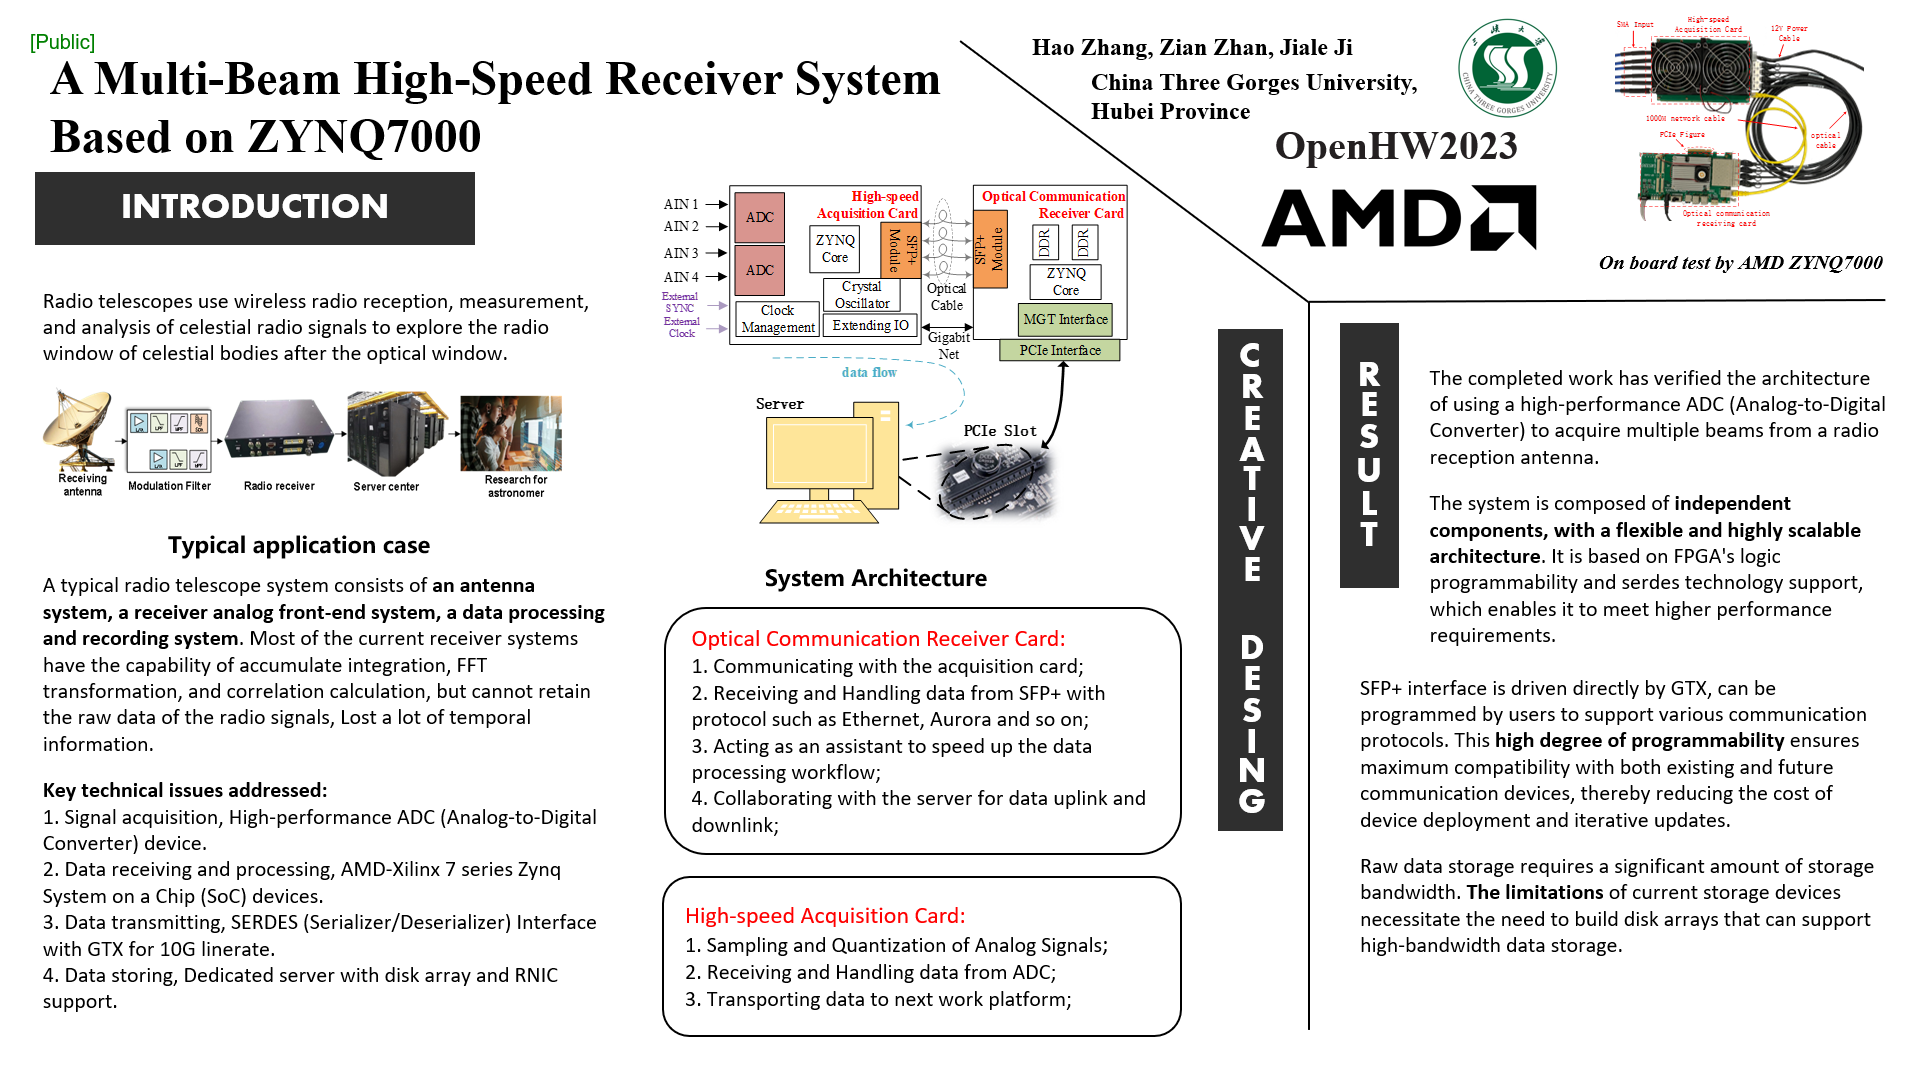 [Public]
A Multi-Beam High-Speed Receiver System
Based on ZYNQ7000
Hao Zhang, Zian Zhan, Jiale Ji
China Three Gorges University,
Hubei Province
CHINA THREE GORGES UNIVERSITY
OpenHW2023
AMD
SMA Input
High-speed
Acquisition Card
12V Power
Cable
1000M network cable
PCIe Figure
optical
cable
Optical communication
receiving card
On board test by AMD ZYNQ7000
INTRODUCTION
Radio telescopes use wireless radio reception, measurement,
and analysis of celestial radio signals to explore the radio
window of celestial bodies after the optical window.
Receiving
antenna
Modulation Filter
Radio receiver
Server center
Research for
astronomer
Typical application case
A typical radio telescope system consists of an antenna
system, a receiver analog front-end system, a data processing
and recording system. Most of the current receiver systems
have the capability of accumulate integration, FFT
transformation, and correlation calculation, but cannot retain
the raw data of the radio signals, Lost a lot of temporal
information.
Key technical issues addressed:
1. Signal acquisition, High-performance ADC (Analog-to-Digital
Converter) device.
2. Data receiving and processing, AMD-Xilinx 7 series Zynq
System on a Chip (SoC) devices.
3. Data transmitting, SERDES (Serializer/Deserializer) Interface
with GTX for 10G linerate.
4. Data storing, Dedicated server with disk array and RNIC
support.
AIN 1
AIN 2
AIN 3
AIN 4
External
SYNC
External
Clock
ADC
ADC
High-speed
Acquisition Card
ZYNQ
Core
SFP+
Module
Crystal
Oscillator
Clock
Management
Extending IO
Optical
Cable
Gigabit
Net
Optical Communication
Receiver Card
SFP+
Module
DDR
DDR
ZYNQ
Core
MGT Interface
PCIe Interface
data flow
Server
PCIe Slot
System Architecture
Optical Communication Receiver Card:
1. Communicating with the acquisition card;
2. Receiving and Handling data from SFP+ with
protocol such as Ethernet, Aurora and so on;
3. Acting as an assistant to speed up the data
processing workflow;
4. Collaborating with the server for data uplink and
downlink;
High-speed Acquisition Card:
1. Sampling and Quantization of Analog Signals;
2. Receiving and Handling data from ADC;
3. Transporting data to next work platform;
CREATIVE DESING
RESULT
The completed work has verified the architecture
of using a high-performance ADC (Analog-to-Digital
Converter) to acquire multiple beams from a radio
reception antenna.
The system is composed of independent
components, with a flexible and highly scalable
architecture. It is based on FPGA's logic
programmability and serdes technology support,
which enables it to meet higher performance
requirements.
SFP+ interface is driven directly by GTX, can be
programmed by users to support various communication
protocols. This high degree of programmability ensures
maximum compatibility with both existing and future
communication devices, thereby reducing the cost of
device deployment and iterative updates.
Raw data storage requires a significant amount of storage
bandwidth. The limitations of current storage devices
necessitate the need to build disk arrays that can support
high-bandwidth data storage.